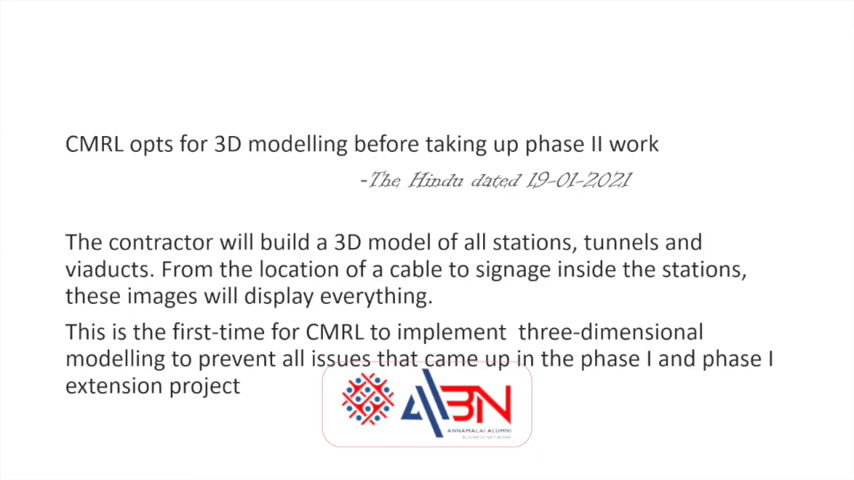 CMRL opts for 3D modelling before taking up phase II work
-The Hindu dated 19-01-2021
The contractor will build a 3D model of all stations, tunnels and
viaducts. From the location of a cable to signage inside the stations,
these images will display everything.
This is the first-time for CMRL to implement  three-dimensional
modelling to prevent all issues that came up in the phase I and phase I
extension project
ABN
ANNAMALAI ALUMNI
BUSINESS NETWORK